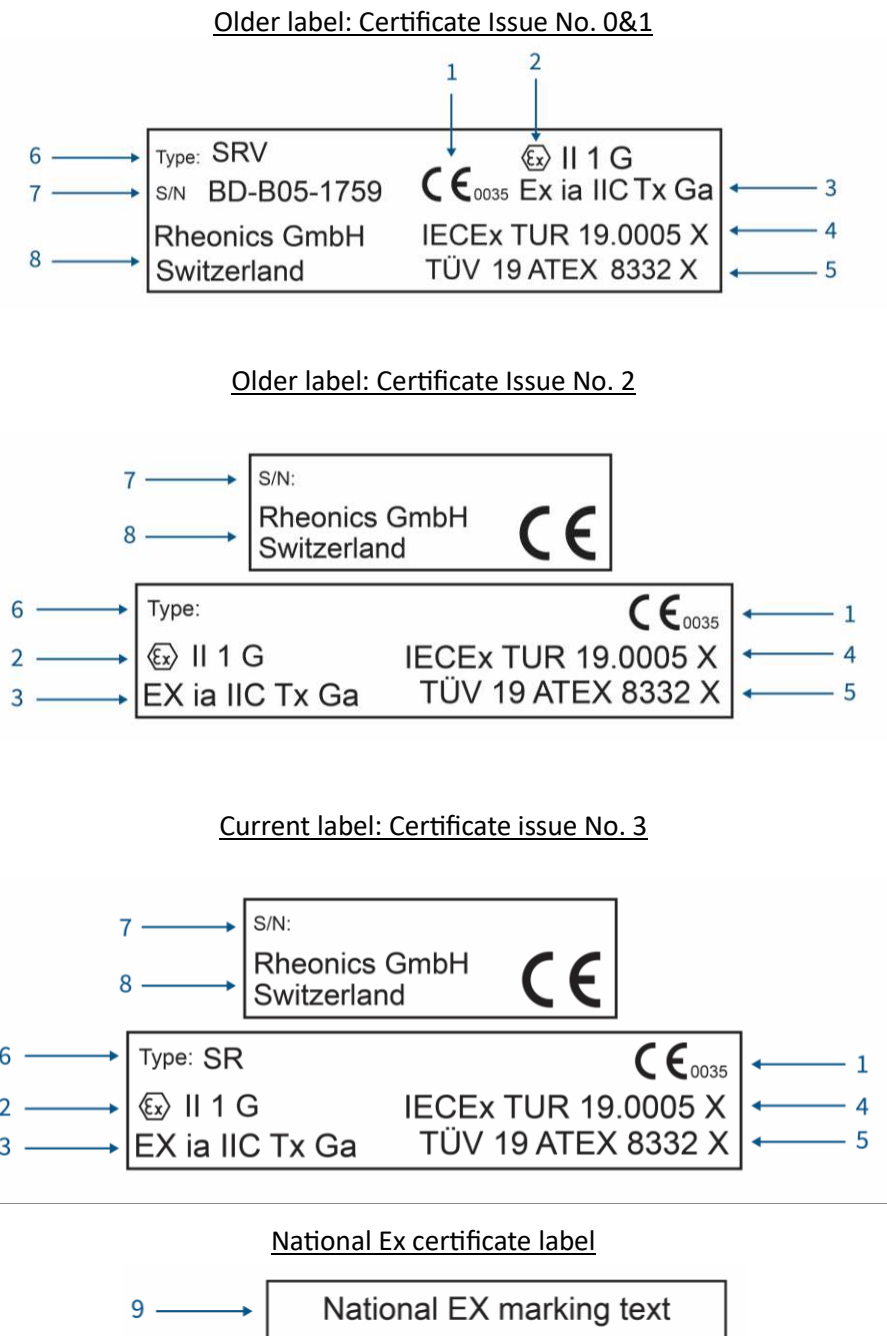 Older label: Certificate Issue No. 0&1
1 2
6 Type: SRV CE0035 Ex II 1 G
7 S/N BD-B05-1759 Ex ia IIC Tx Ga 3
Rheonics GmbH IECEx TUR 19.0005 X 4
8 Switzerland TÜV 19 ATEX 8332 X 5
Older label: Certificate Issue No. 2
7 S/N:
8 Rheonics GmbH CE
Switzerland
6 Type: CE0035 1
2 Ex II 1 G IECEx TUR 19.0005 X 4
3 EX ia IIC Tx Ga TÜV 19 ATEX 8332 X 5
Current label: Certificate issue No. 3
7 S/N:
8 Rheonics GmbH CE
Switzerland
6 Type: SR CE0035 1
2 Ex II 1 G IECEx TUR 19.0005 X 4
3 EX ia IIC Tx Ga TÜV 19 ATEX 8332 X 5
National Ex certificate label
9 National EX marking text